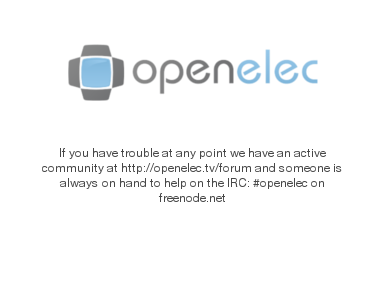 openelec
If you have trouble at any point we have an active
community at http://openelec.tv/forum and someone is
always on hand to help on the IRC: #openelec on
freenode.net